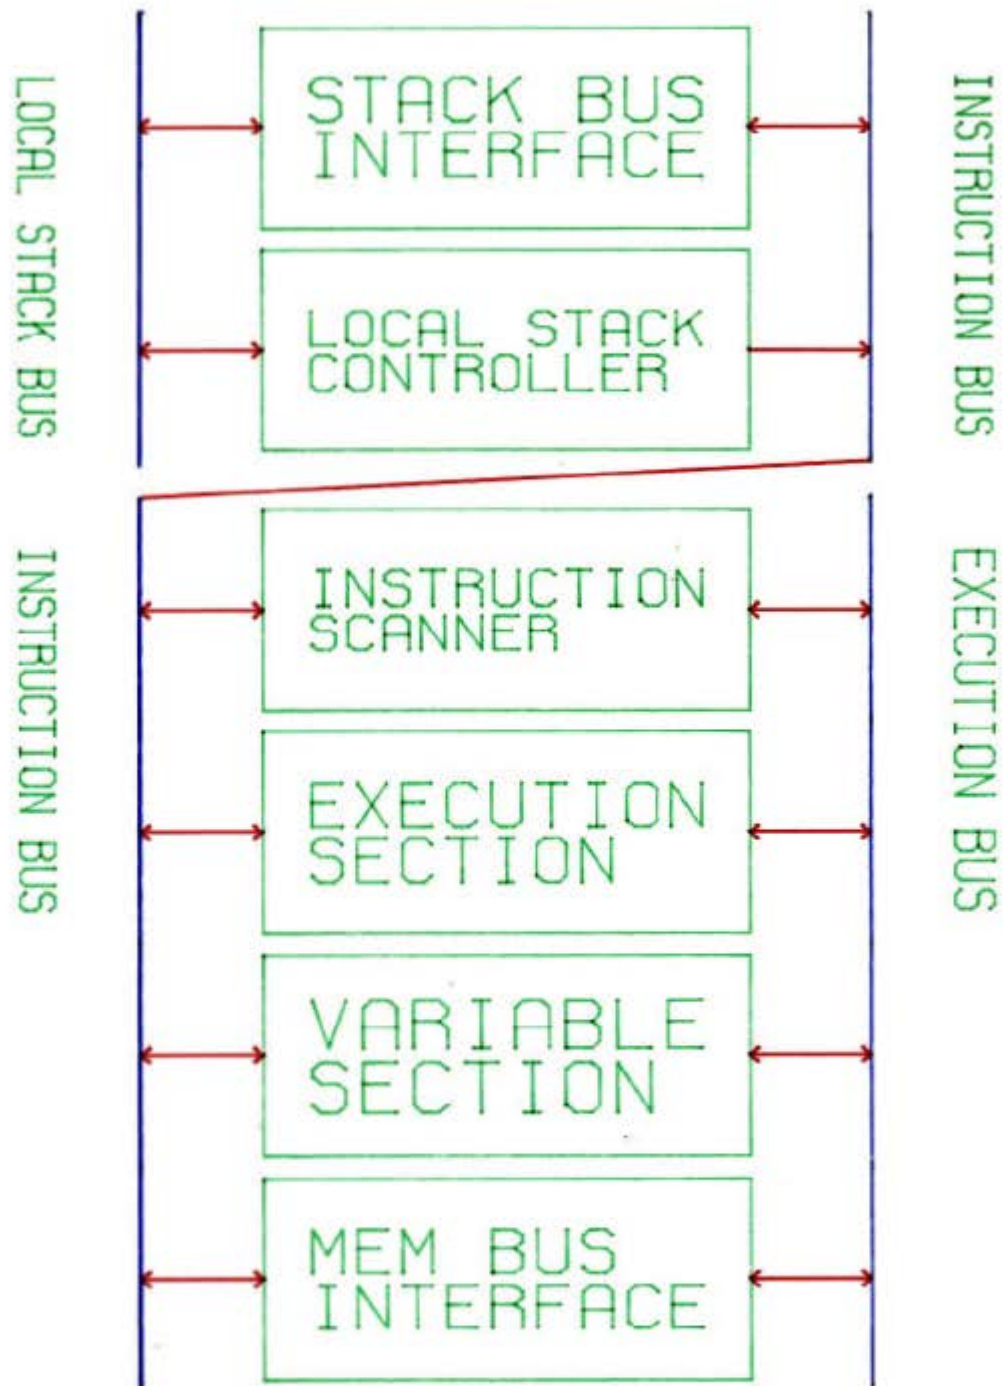 LOCAL STACK BUS
STACK BUS
INTERFACE
LOCAL STACK
CONTROLLER
INSTRUCTION BUS
INSTRUCTION BUS
INSTRUCTION
SCANNER
EXECUTION
SECTION
VARIABLE
SECTION
MEM BUS
INTERFACE
EXECUTION BUS